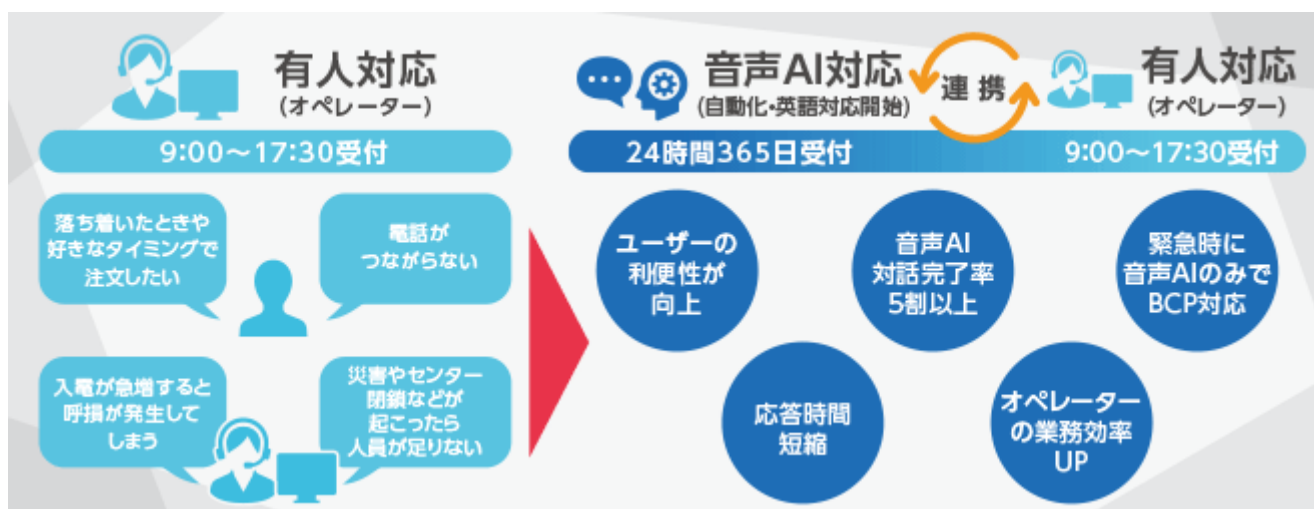 有人対応
(オペレーター)
9:00〜17:30受付
落ち着いたときや
好きなタイミングで
注文したい
電話が
つながらない
入電が急増すると
呼損が発生して
しまう
災害やセンター
閉鎖などが
起こったら
人員が足りない
音声AI対応
(自動化・英語対応開始)
連携
有人対応
(オペレーター)
24時間365日受付
9:00〜17:30受付
ユーザーの
利便性が
向上
音声AI
対話完了率
5割以上
緊急時に
音声AIのみで
BCP対応
応答時間
短縮
オペレーター
の業務効率
UP